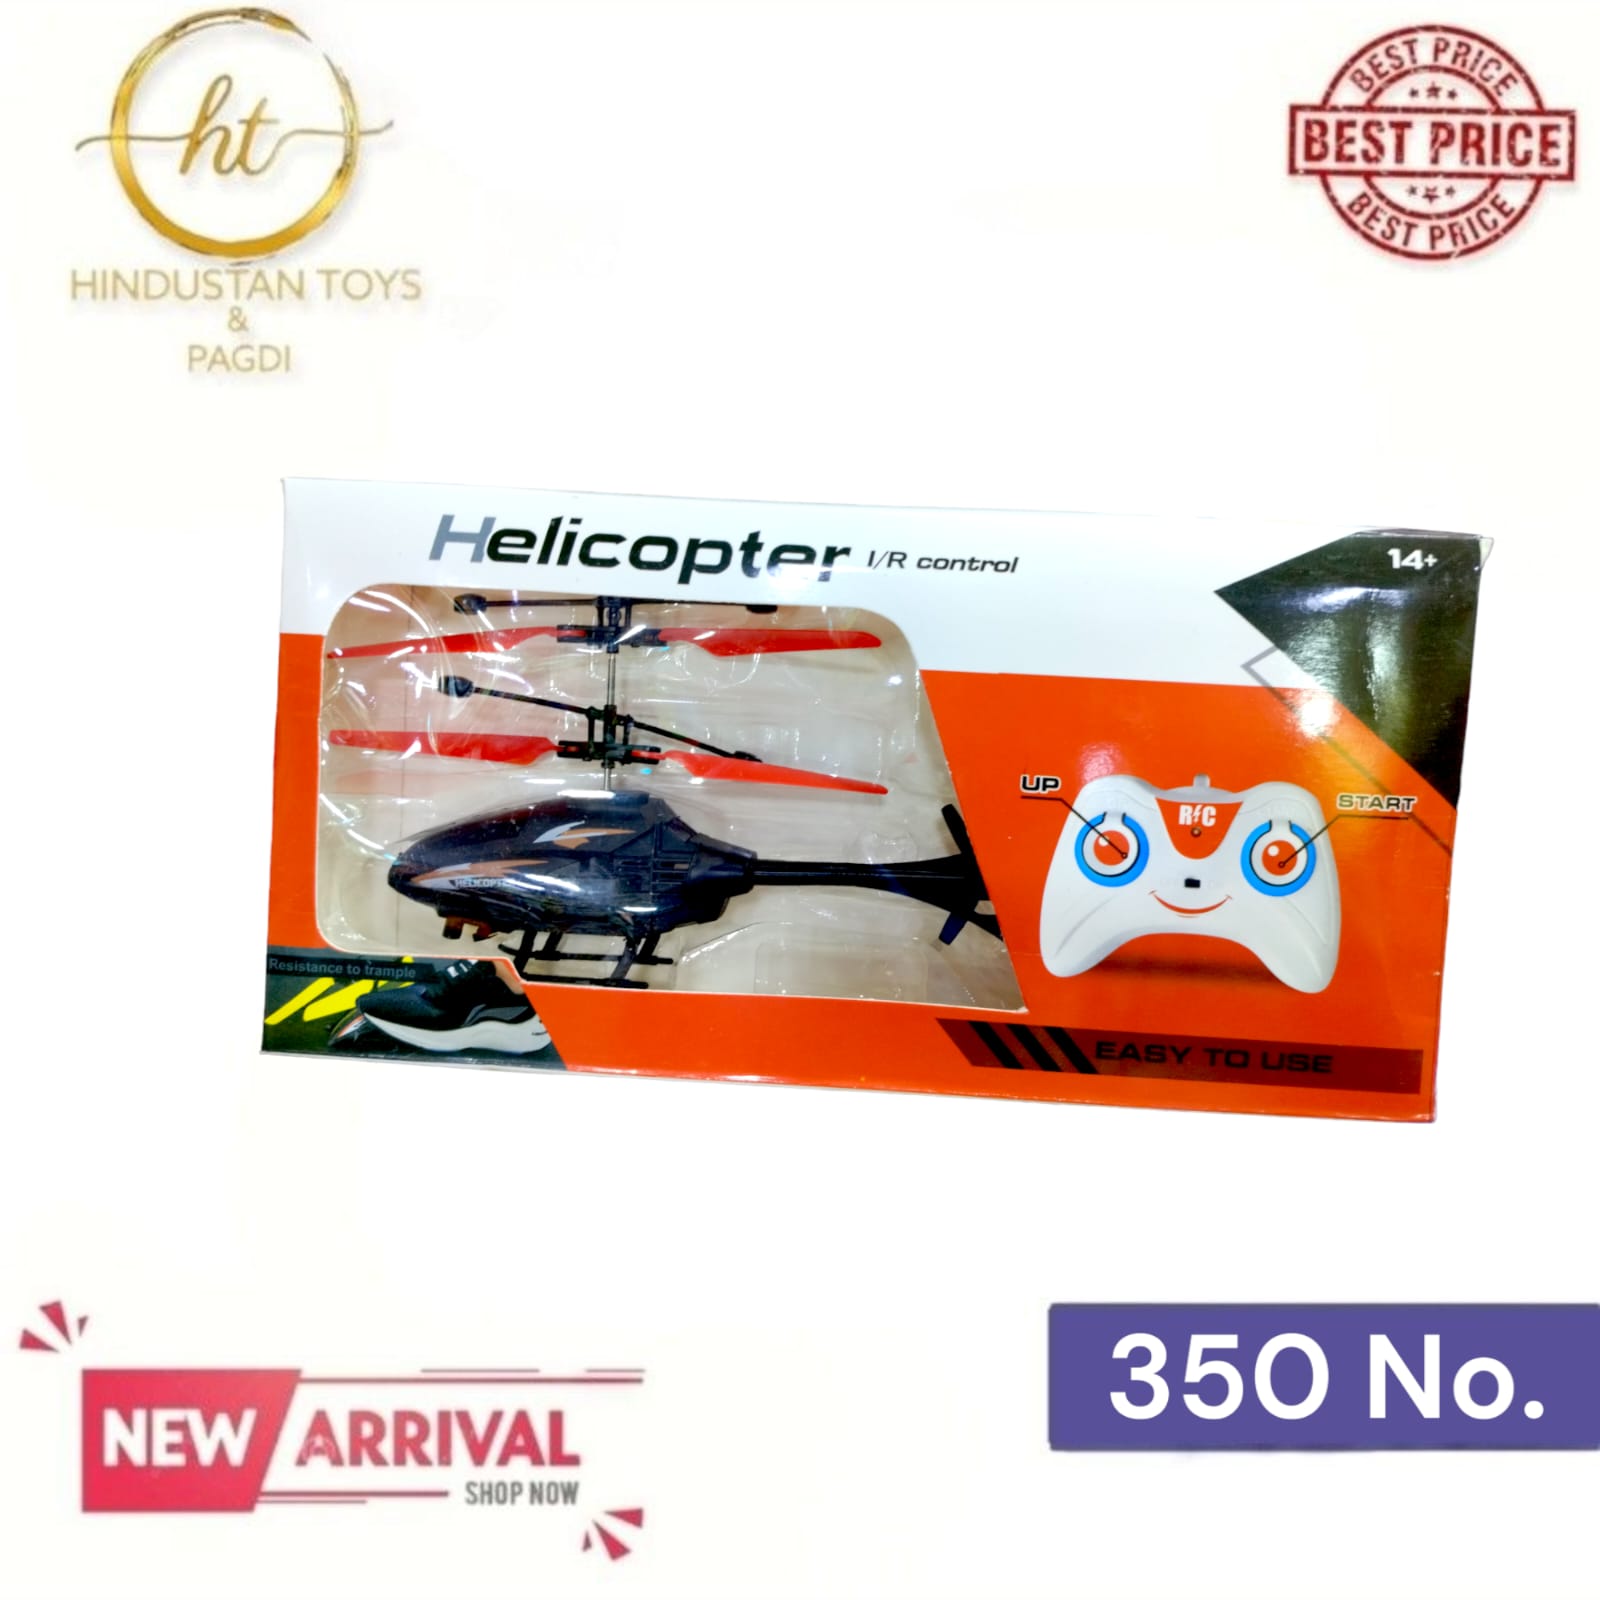 ht
HINDUSTAN TOYS
&
PAGDI
BEST PRICE
BEST PRICE
BEST PRICE
Helicopter I/R control
14+
UP
START
R/C
HELICOPTER
Resistance to trample
EASY TO USE
NEW ARRIVAL
SHOP NOW
350 No.